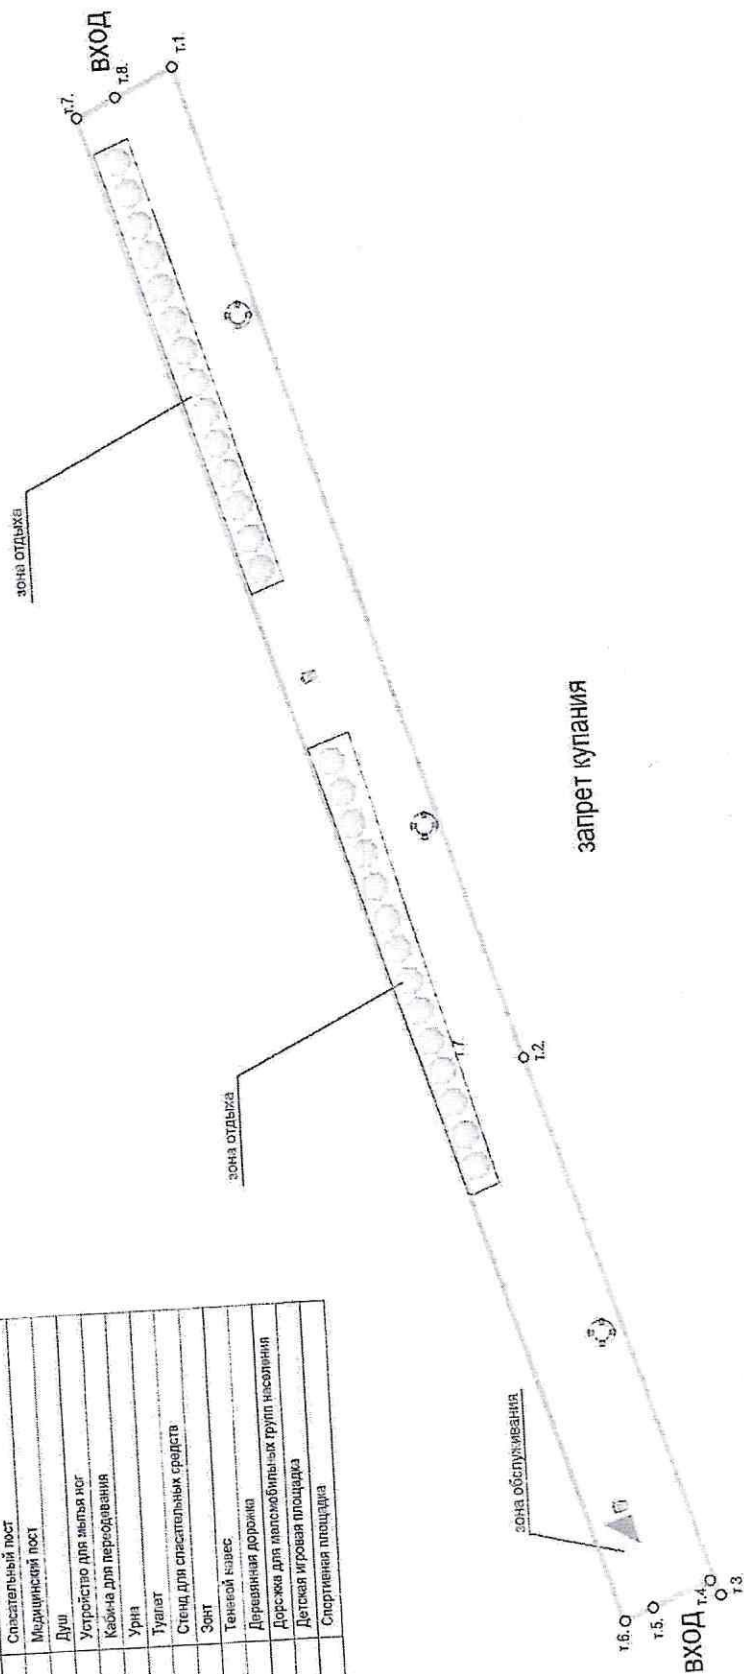 Спасательный пост
Медицинский пост
Душ
Устройство для мытья ног
Кабина для переодевания
Урна
Туалет
Стенд для спасательных средств
Зонт
Теневой навес
Деревянная дорожка
Дорожка для маломобильных групп населения
Детская игровая площадка
Спортивная площадка
зона отдыха
ВХОД
т.7.
т.8.
т.1.
зона отдыха
т.7.
т.2.
запрет купания
зона обслуживания
т.6.
т.5.
т.4.
т.3.
ВХОД